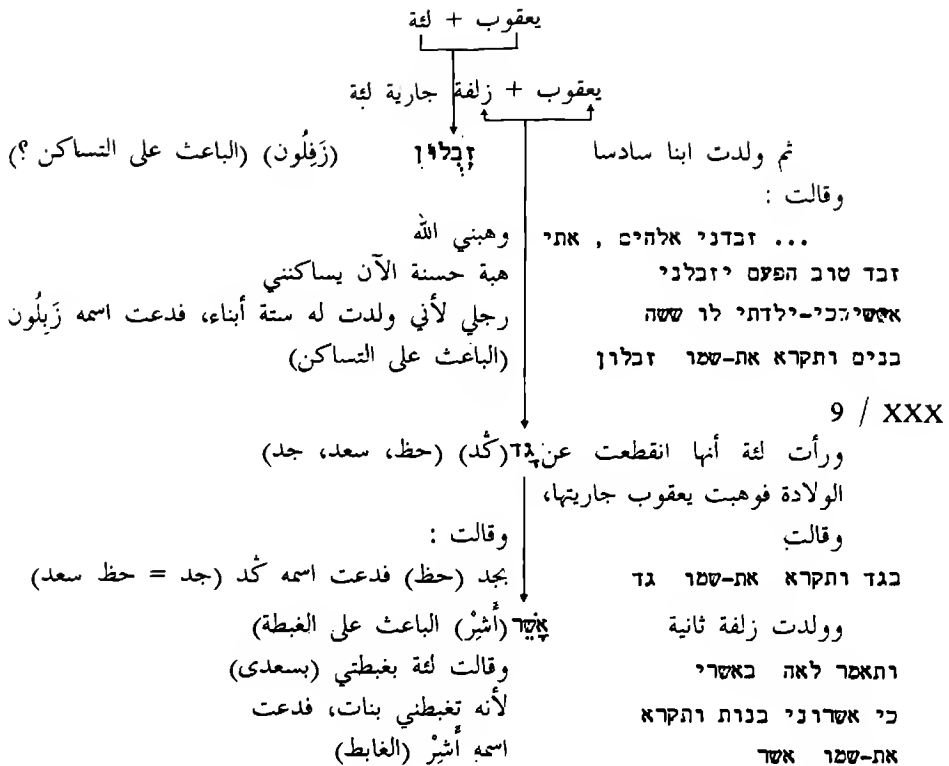 يعقوب + لئة
يعقوب + زلفة جارية لئة
ثم ولدت ابنا سادسا זְבֻלוּן (زَفِلُون) (الباعث على التساكن ؟)
وقالت :
... זבדני אלהים , אתי وهبني الله
זבד טוב הפעם יזבלני هبة حسنة الآن يساكنني
אישי כי-ילדתי לו ששה رجلي لأني ولدت له ستة أبناء، فدعت اسمه زَبِلُون
בנים ותקרא את-שמו זבלון (الباعث على التساكن)
9 / XXX
ورأت لئة أنها انقطعت عن גָּד (كَد) (حظ، سعد، جد)
الولادة فوهبت يعقوب جاريتها،
وقالت وقالت :
בגד ותקרא את-שמו גד بجد (حظ) فدعت اسمه كَد (جد = حظ سعد)
وولدت زلفة ثانية אָשֵׁר (أَشِرْ) الباعث على الغبطة)
ותאמר לאה באשרי وقالت لئة بغبطتي (بسعدى)
כי אשרוני בנות ותקרא لأنه تغبطني بنات، فدعت
את-שמו אשר اسمه أَشِرْ (الغابط)